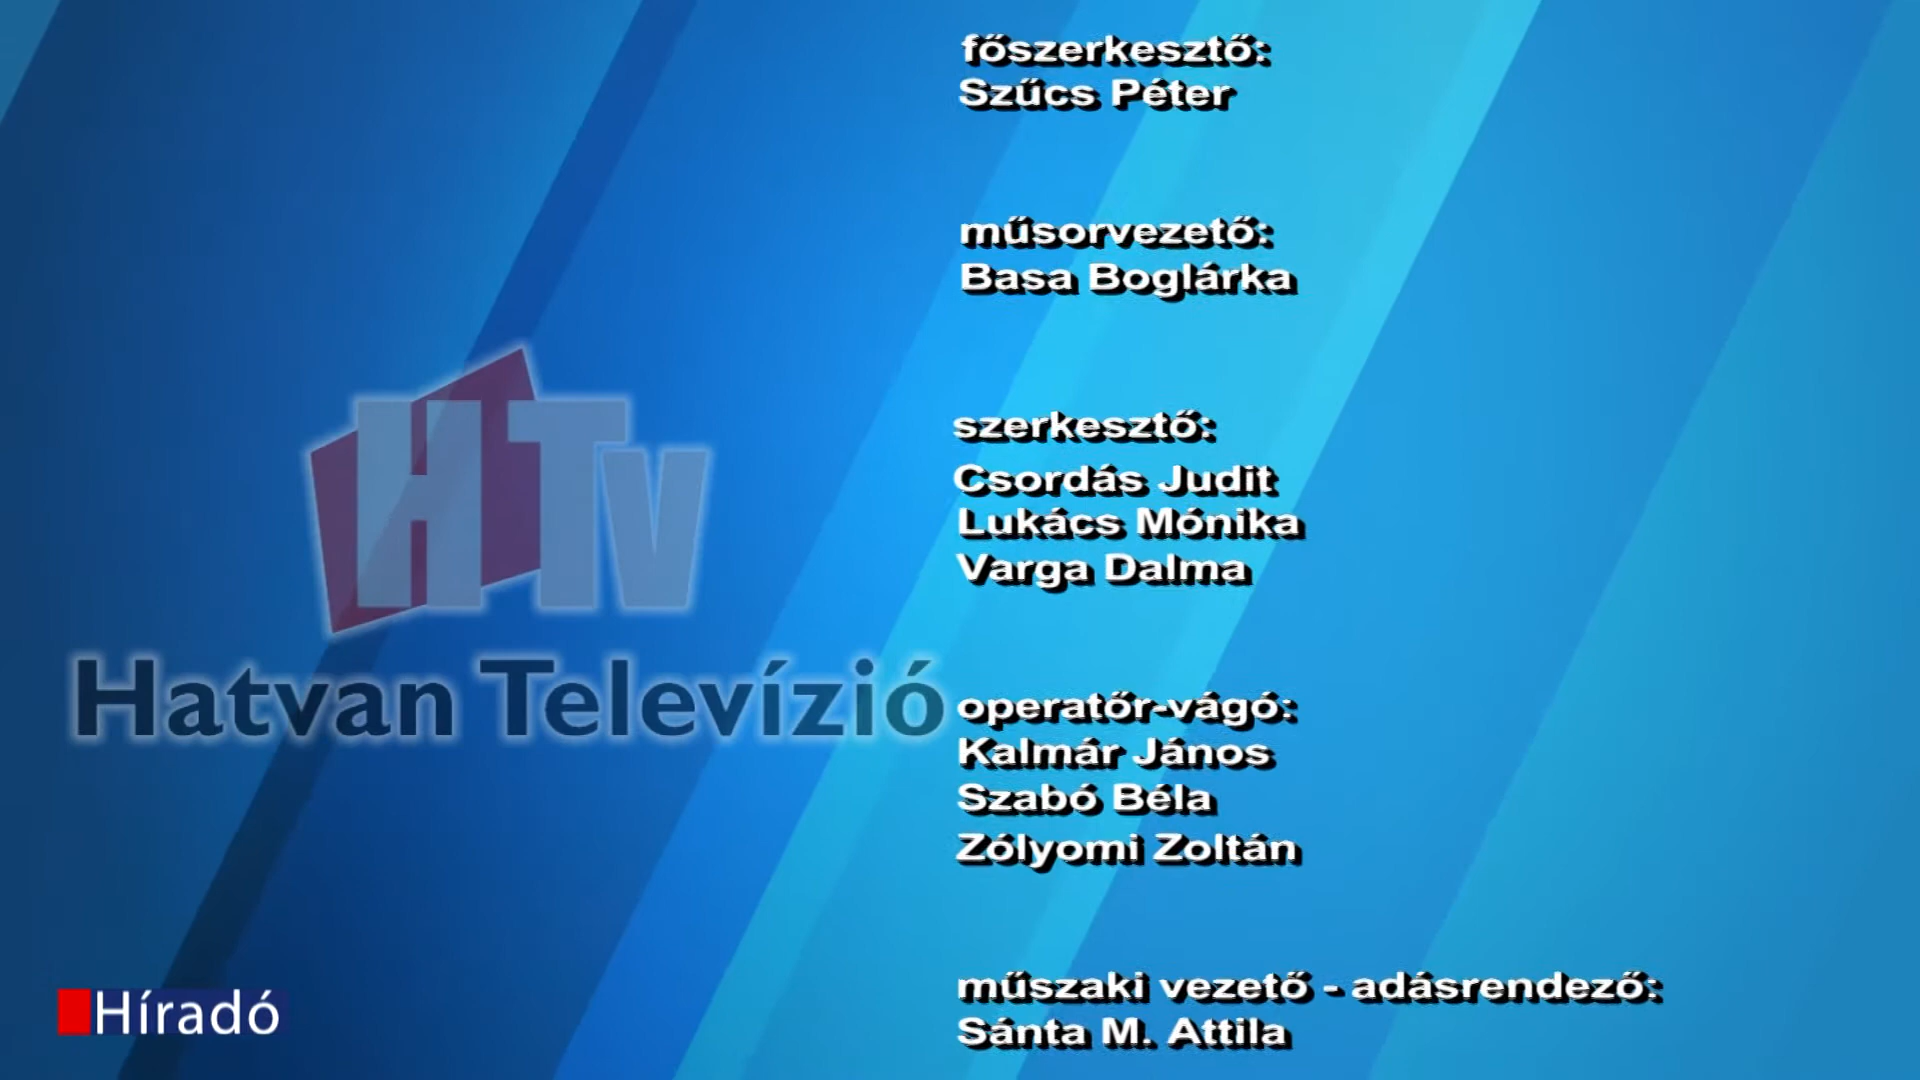 főszerkesztő:
Szűcs Péter
műsorvezető:
Basa Boglárka
szerkesztő:
Csordás Judit
Lukács Mónika
Varga Dalma
HTv
Hatvan Televízió
operatőr-vágó:
Kalmár János
Szabó Béla
Zólyomi Zoltán
műszaki vezető - adásrendező:
Sánta M. Attila
Híradó